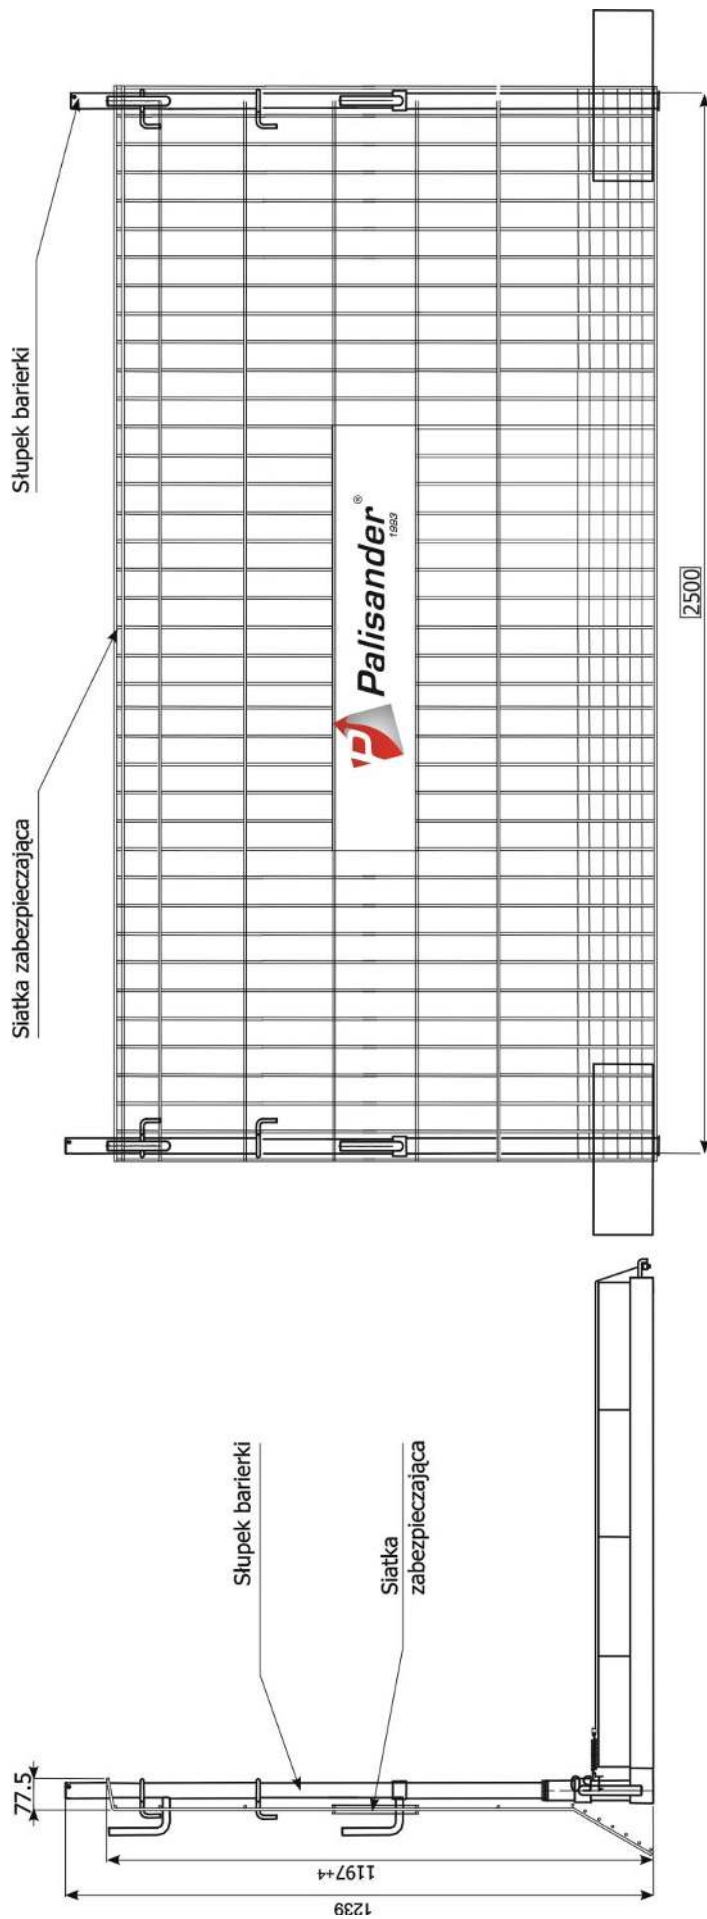 77.5
1239
1197+4
Słupek barierki
Siatka
zabezpieczająca
Siatka zabezpieczająca
Słupek barierki
P Palisander ®
1993
2500